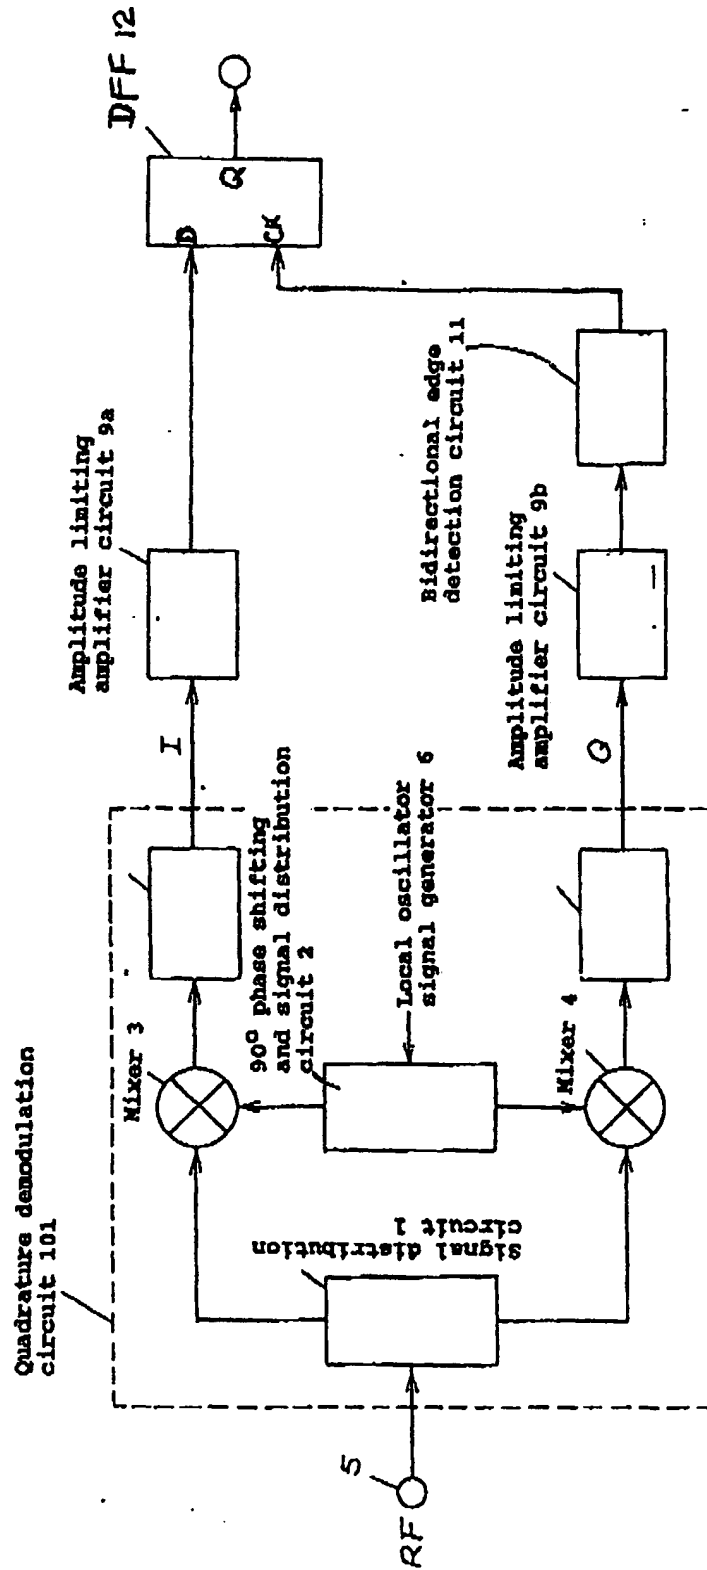 Quadrature demodulation
circuit 101
RF
5
Signal distribution
circuit 1
Mixer 3
90° phase shifting
and signal distribution
circuit 2
Local oscillator
signal generator 6
Mixer 4
I
Q
Amplitude limiting
amplifier circuit 9a
Amplitude limiting
amplifier circuit 9b
Bidirectional edge
detection circuit 11
DFF 12
D
CK
Q